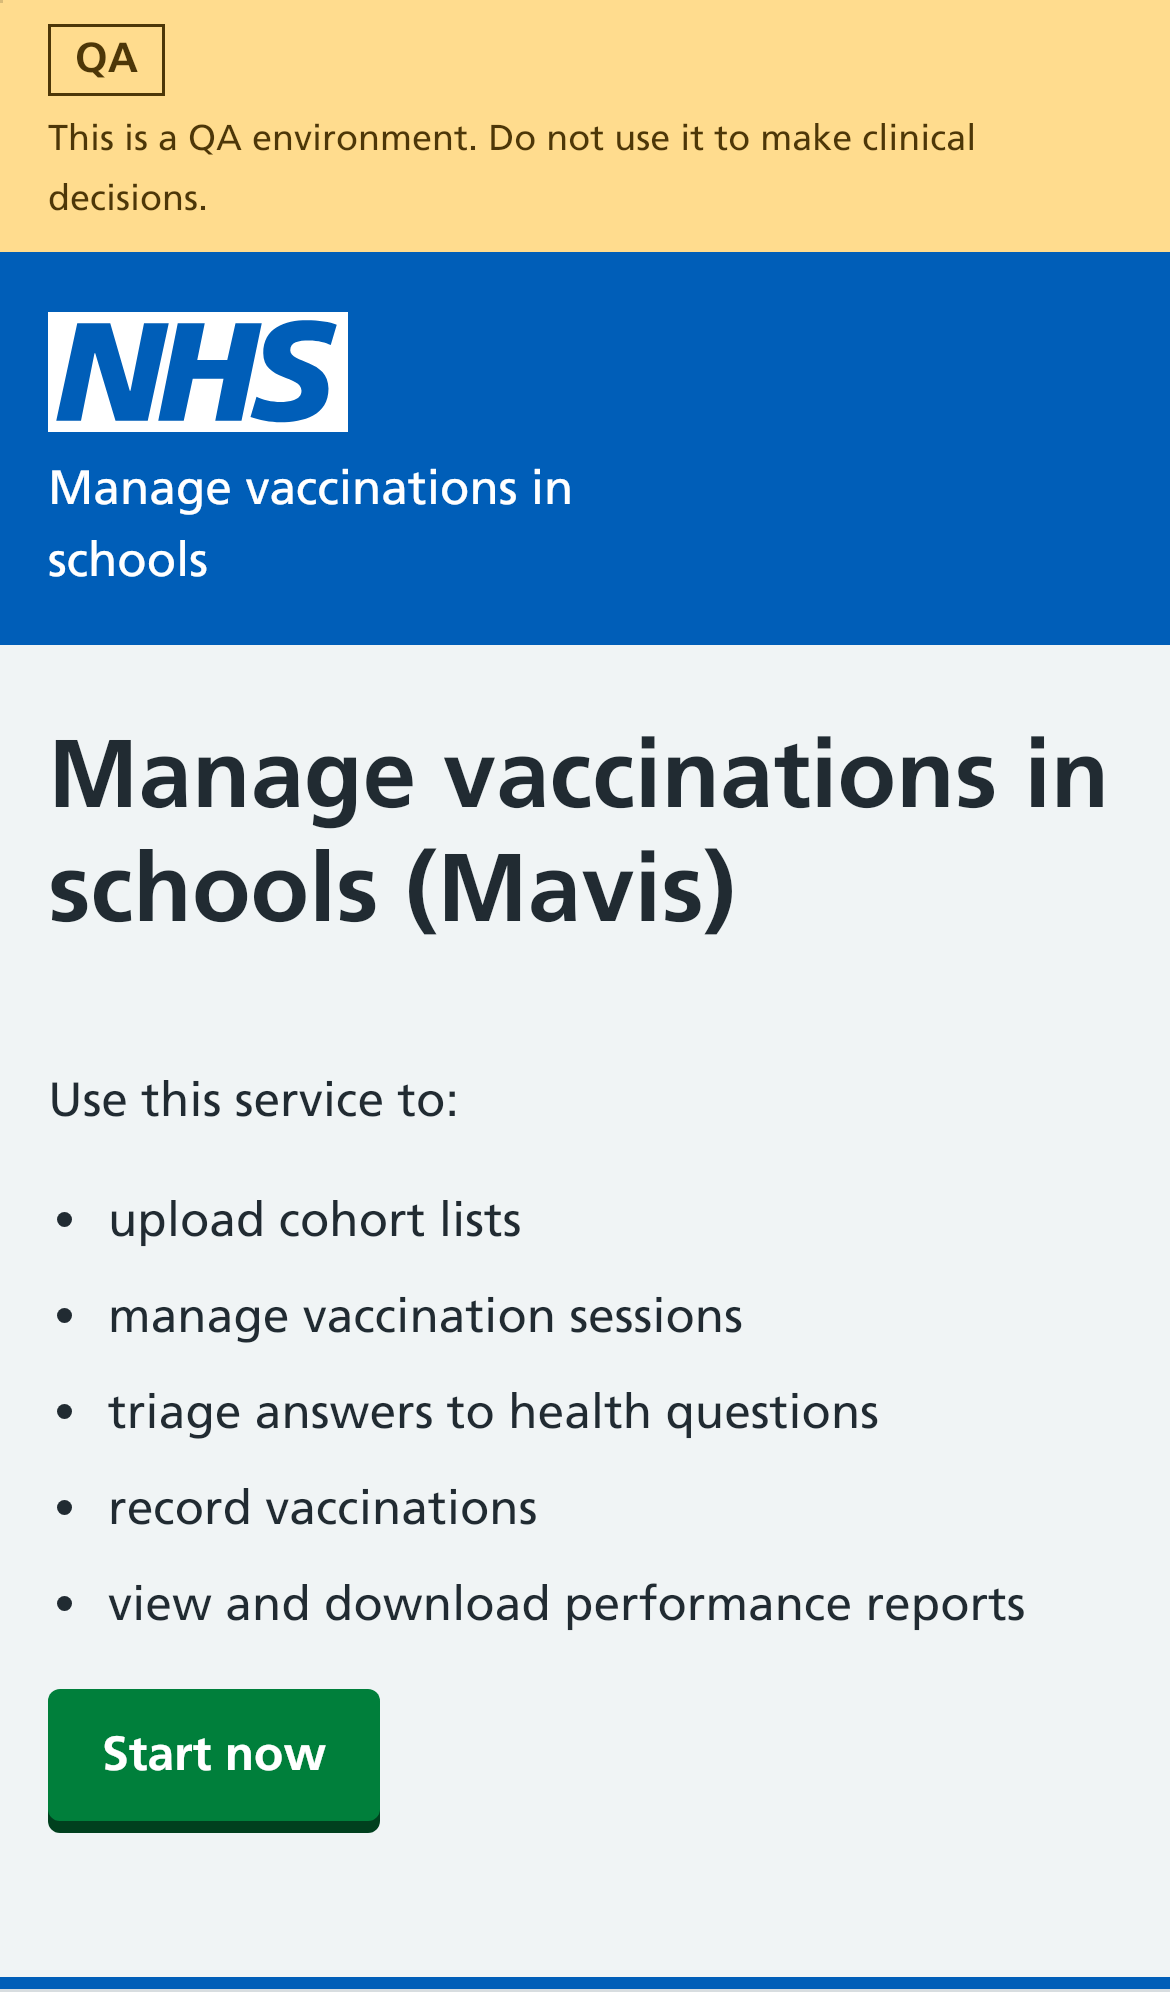 QA
This is a QA environment. Do not use it to make clinical
decisions.
NHS
Manage vaccinations in
schools
Manage vaccinations in
schools (Mavis)
Use this service to:
• upload cohort lists
• manage vaccination sessions
• triage answers to health questions
• record vaccinations
• view and download performance reports
Start now